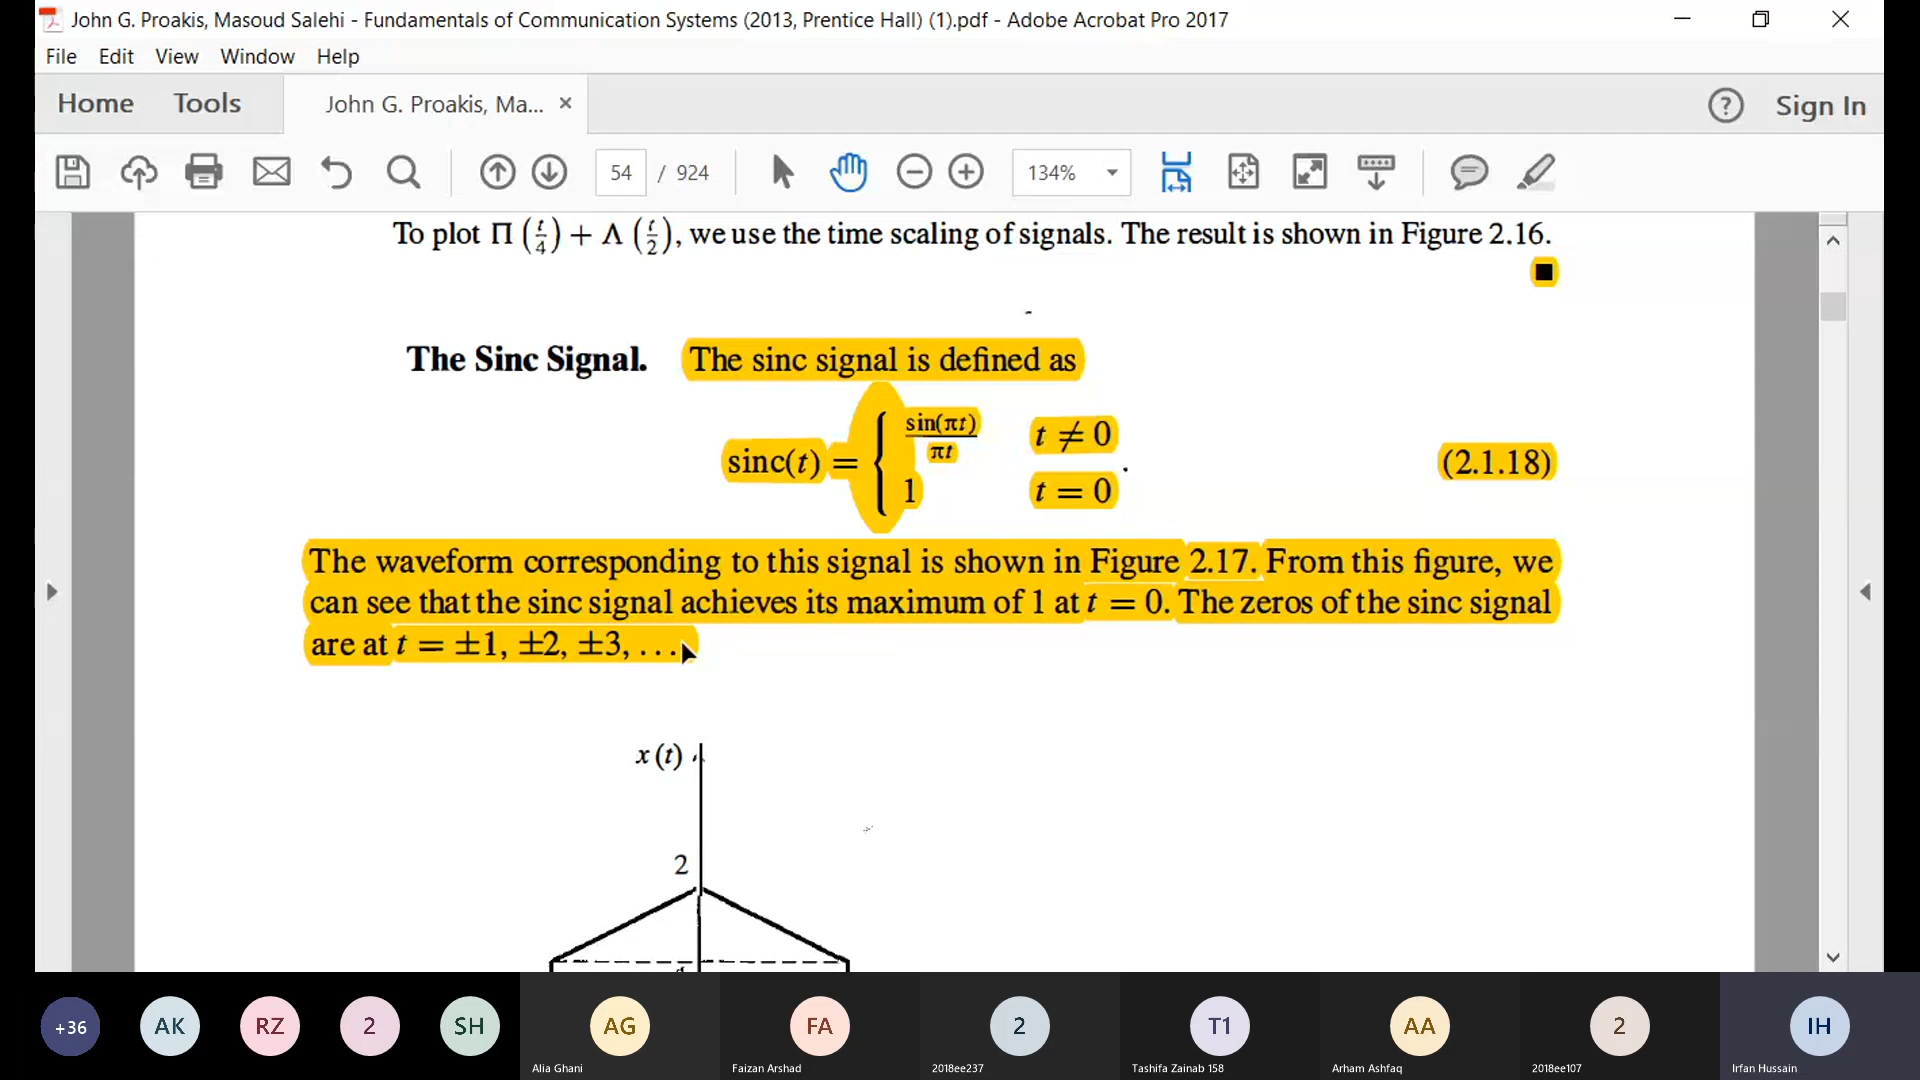 John G. Proakis, Masoud Salehi - Fundamentals of Communication Systems (2013, Prentice Hall) (1).pdf - Adobe Acrobat Pro 2017
File Edit View Window Help
Home Tools John G. Proakis, Ma... × ? Sign In
54 / 924 134%
To plot Π (t/4) + Λ (t/2), we use the time scaling of signals. The result is shown in Figure 2.16.
The Sinc Signal. The sinc signal is defined as
sinc(t) = { sin(πt)/πt t ≠ 0
1 t = 0 . (2.1.18)
The waveform corresponding to this signal is shown in Figure 2.17. From this figure, we
can see that the sinc signal achieves its maximum of 1 at t = 0. The zeros of the sinc signal
are at t = ±1, ±2, ±3, . . .
x (t)
2
+36 AK RZ 2 SH AG FA 2 T1 AA 2 IH
Alia Ghani Faizan Arshad 2018ee237 Tashifa Zainab 158 Arham Ashfaq 2018ee107 Irfan Hussain